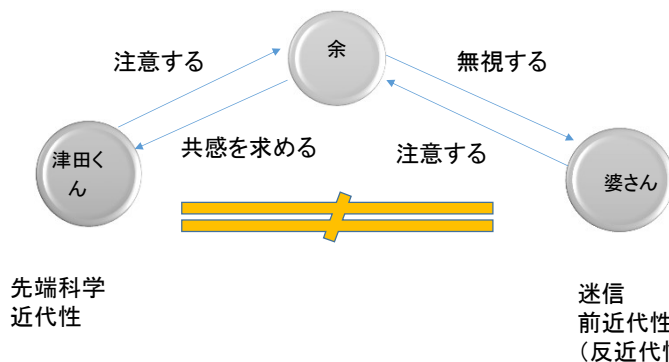 余
注意する
無視する
津田く
ん
共感を求める
注意する
婆さん
先端科学
近代性
迷信
前近代性
（反近代性